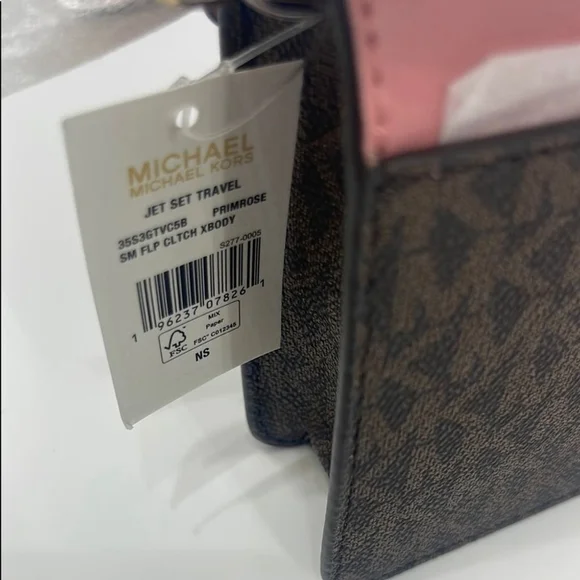 MICHAEL
MICHAEL KORS
JET SET TRAVEL
35S3GTVC5B PRIMROSE
SM FLP CLTCH XBODY
S277-0005
1 96237 07826 1
FSC
MIX
Paper
FSC® C012345
NS